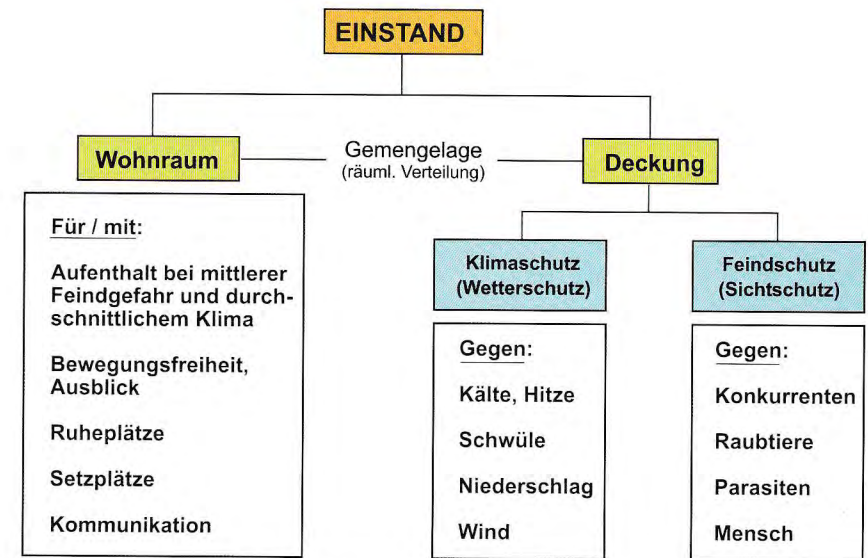 EINSTAND
Wohnraum
Gemengelage
(räuml. Verteilung)
Deckung
Für / mit:
Aufenthalt bei mittlerer
Feindgefahr und durch-
schnittlichem Klima
Bewegungsfreiheit,
Ausblick
Ruheplätze
Setzplätze
Kommunikation
Klimaschutz
(Wetterschutz)
Gegen:
Kälte, Hitze
Schwüle
Niederschlag
Wind
Feindschutz
(Sichtschutz)
Gegen:
Konkurrenten
Raubtiere
Parasiten
Mensch